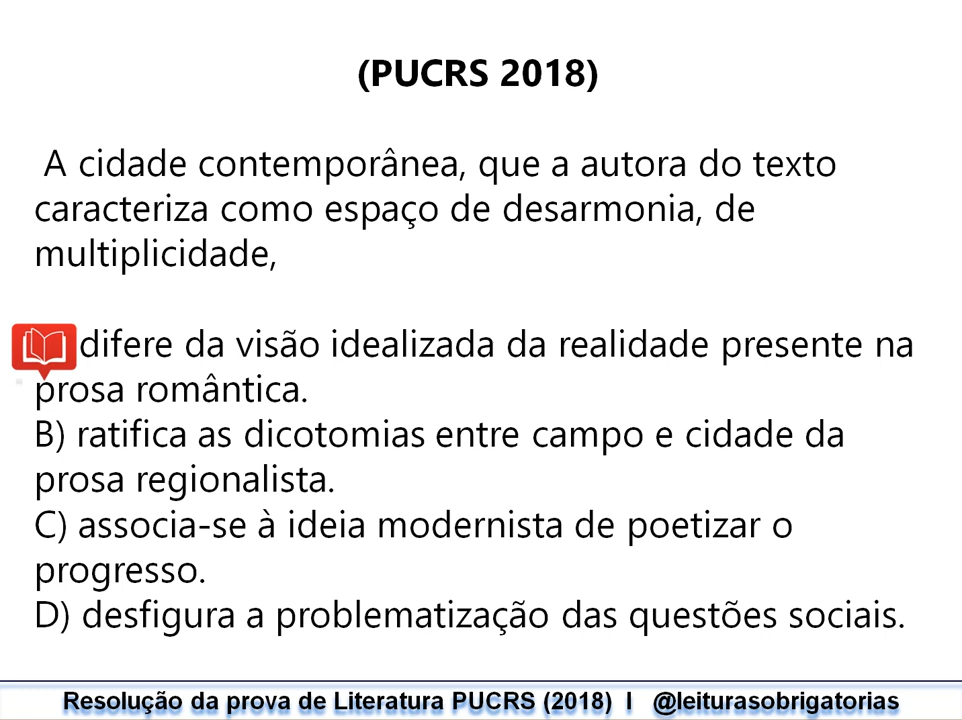 (PUCRS 2018)
A cidade contemporânea, que a autora do texto
caracteriza como espaço de desarmonia, de
multiplicidade,
difere da visão idealizada da realidade presente na
prosa romântica.
B) ratifica as dicotomias entre campo e cidade da
prosa regionalista.
C) associa-se à ideia modernista de poetizar o
progresso.
D) desfigura a problematização das questões sociais.
Resolução da prova de Literatura PUCRS (2018) I @leiturasobrigatorias